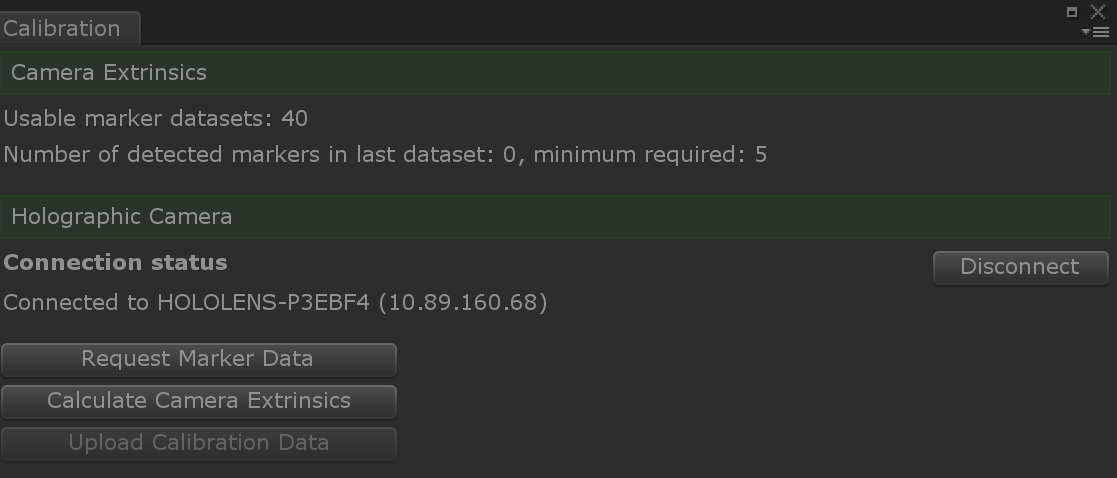 Calibration
Camera Extrinsics
Usable marker datasets: 40
Number of detected markers in last dataset: 0, minimum required: 5
Holographic Camera
Connection status
Disconnect
Connected to HOLOLENS-P3EBF4 (10.89.160.68)
Request Marker Data
Calculate Camera Extrinsics
Upload Calibration Data